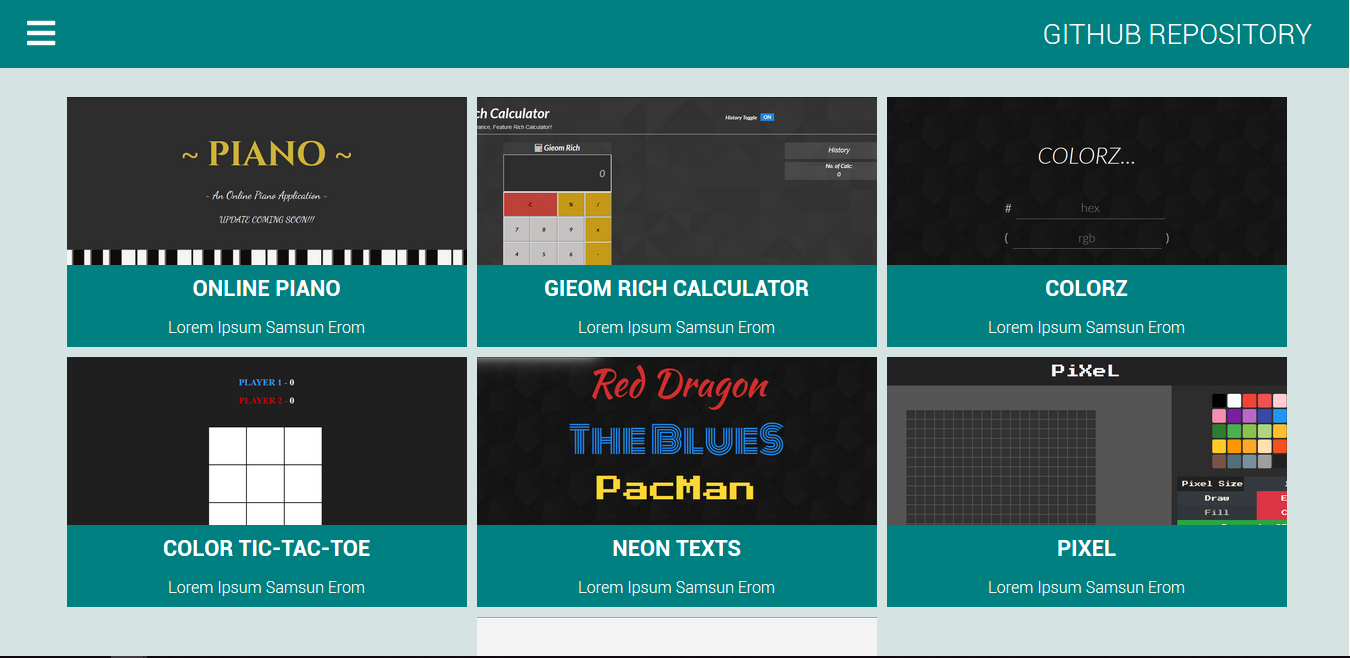 GITHUB REPOSITORY
~ PIANO ~
~ An Online Piano Application ~
UPDATE COMING SOON!!!
ONLINE PIANO
Lorem Ipsum Samsun Erom
ch Calculator
ance, Feature Rich Calculator!
History Toggle ON
Gieom Rich
0
C % /
7 8 9 x
4 5 6 -
History
No. of Calc:
0
GIEOM RICH CALCULATOR
Lorem Ipsum Samsun Erom
COLORZ...
# hex
( rgb )
COLORZ
Lorem Ipsum Samsun Erom
PLAYER 1 - 0
PLAYER 2 - 0
COLOR TIC-TAC-TOE
Lorem Ipsum Samsun Erom
Red Dragon
THE BLUES
PacMan
NEON TEXTS
Lorem Ipsum Samsun Erom
PiXeL
Pixel Size
Draw E
Fill C
PIXEL
Lorem Ipsum Samsun Erom